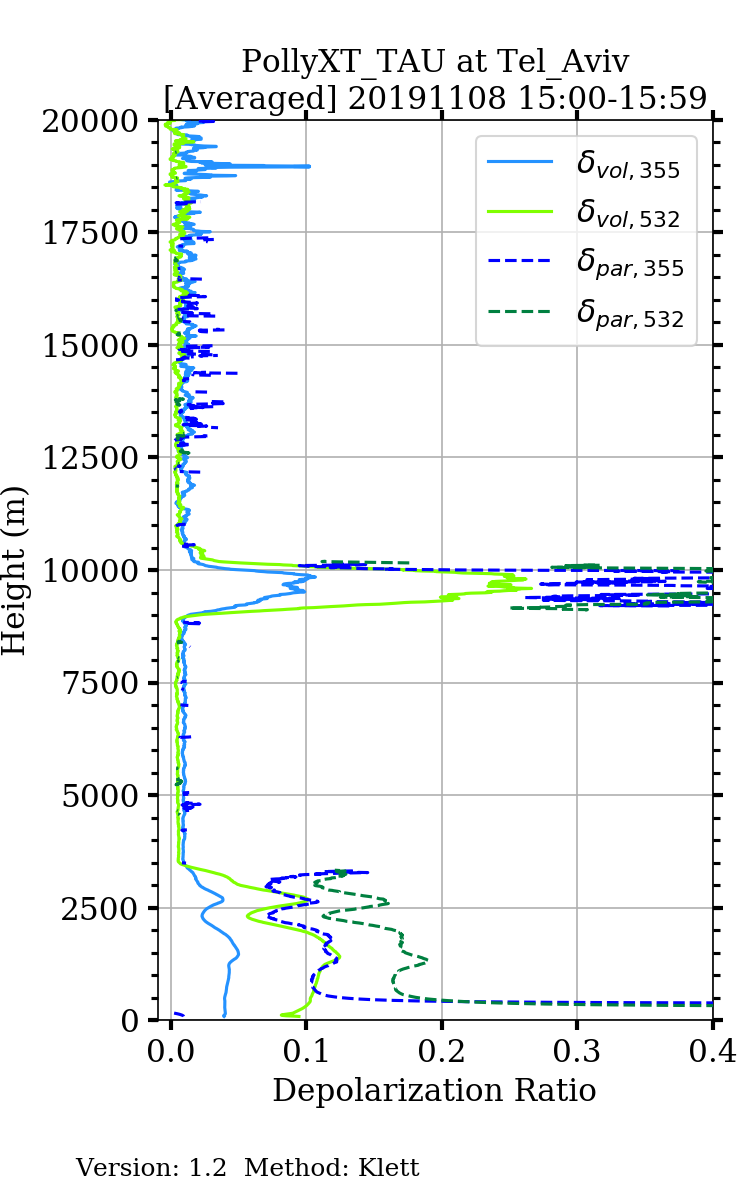 PollyXT_TAU at Tel_Aviv
[Averaged] 20191108 15:00-15:59
20000
17500
15000
12500
10000
7500
5000
2500
0
Height (m)
δvol, 355
δvol, 532
δpar, 355
δpar, 532
0.0 0.1 0.2 0.3 0.4
Depolarization Ratio
Version: 1.2 Method: Klett